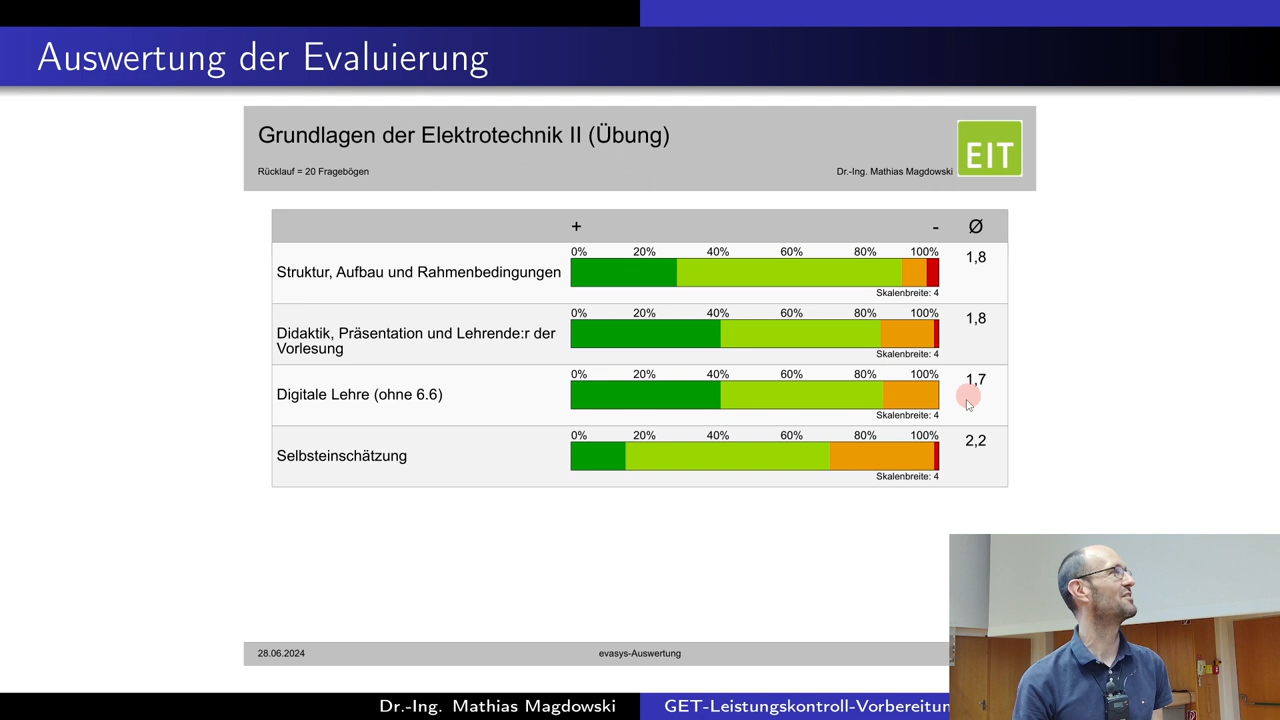 Auswertung der Evaluierung
Grundlagen der Elektrotechnik II (Übung)
Rücklauf = 20 Fragebögen
Dr.-Ing. Mathias Magdowski
EIT
+ - Ø
0% 20% 40% 60% 80% 100%
1,8
Struktur, Aufbau und Rahmenbedingungen
Skalenbreite: 4
0% 20% 40% 60% 80% 100%
1,8
Didaktik, Präsentation und Lehrende:r der
Vorlesung
Skalenbreite: 4
0% 20% 40% 60% 80% 100%
1,7
Digitale Lehre (ohne 6.6)
Skalenbreite: 4
0% 20% 40% 60% 80% 100%
2,2
Selbsteinschätzung
Skalenbreite: 4
28.06.2024 evasys-Auswertung
Dr.-Ing. Mathias Magdowski GET-Leistungskontroll-Vorbereitun